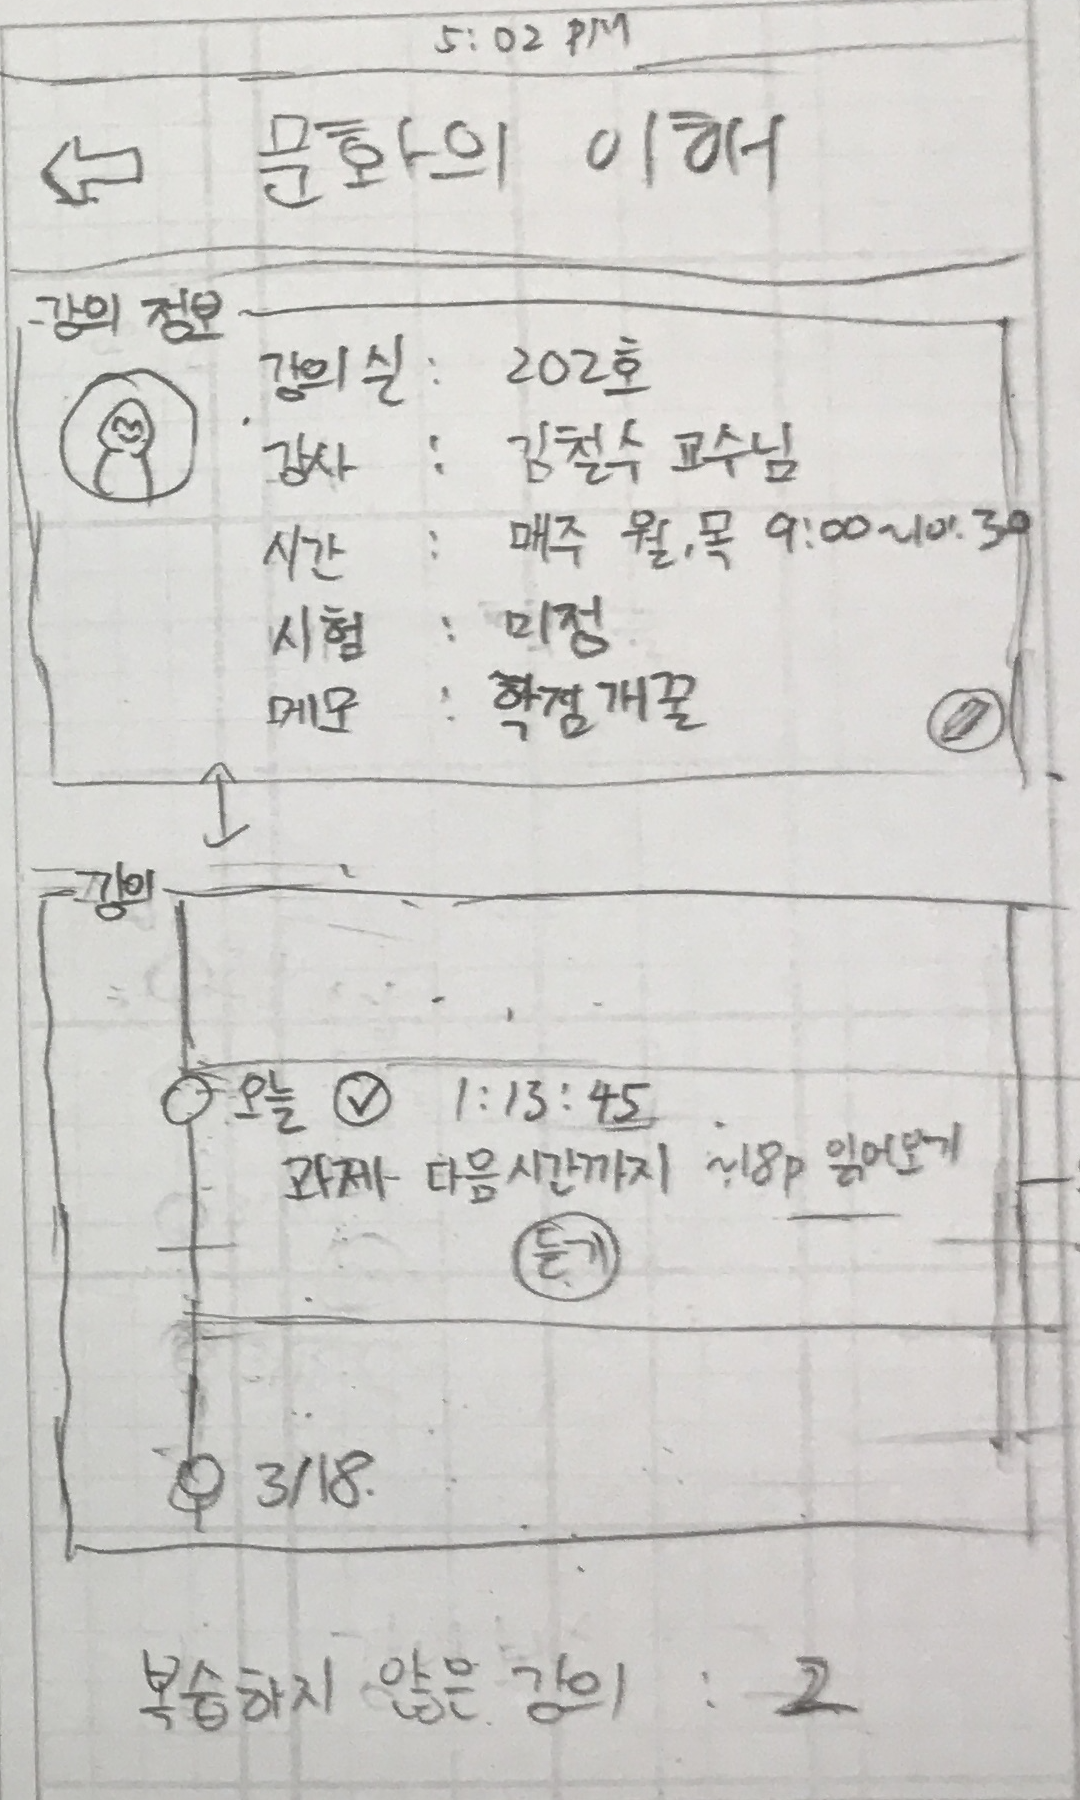 5:02 PM
문화의 이해
강의 정보
강의실 : 202호
강사 : 김철수 교수님
시간 : 매주 월,목 9:00~10:30
시험 : 미정
메모 : 학점개꿀
강의
오늘 1:13:45
과제 다음시간까지 ~18p 읽어보기
듣기
3/18.
복습하지 않은 강의 : 2